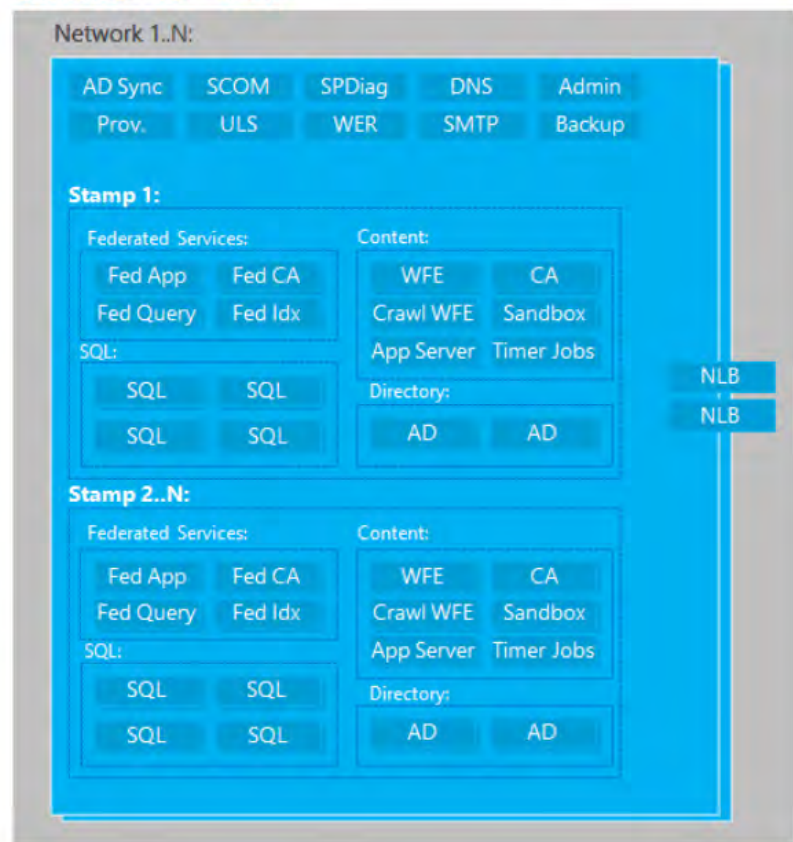 Network 1..N:
AD Sync SCOM SPDiag DNS Admin
Prov. ULS WER SMTP Backup
Stamp 1:
Federated Services:
Fed App Fed CA
Fed Query Fed Idx
SQL:
SQL SQL
SQL SQL
Content:
WFE CA
Crawl WFE Sandbox
App Server Timer Jobs
Directory:
AD AD
Stamp 2..N:
Federated Services:
Fed App Fed CA
Fed Query Fed Idx
SQL:
SQL SQL
SQL SQL
Content:
WFE CA
Crawl WFE Sandbox
App Server Timer Jobs
Directory:
AD AD
NLB
NLB